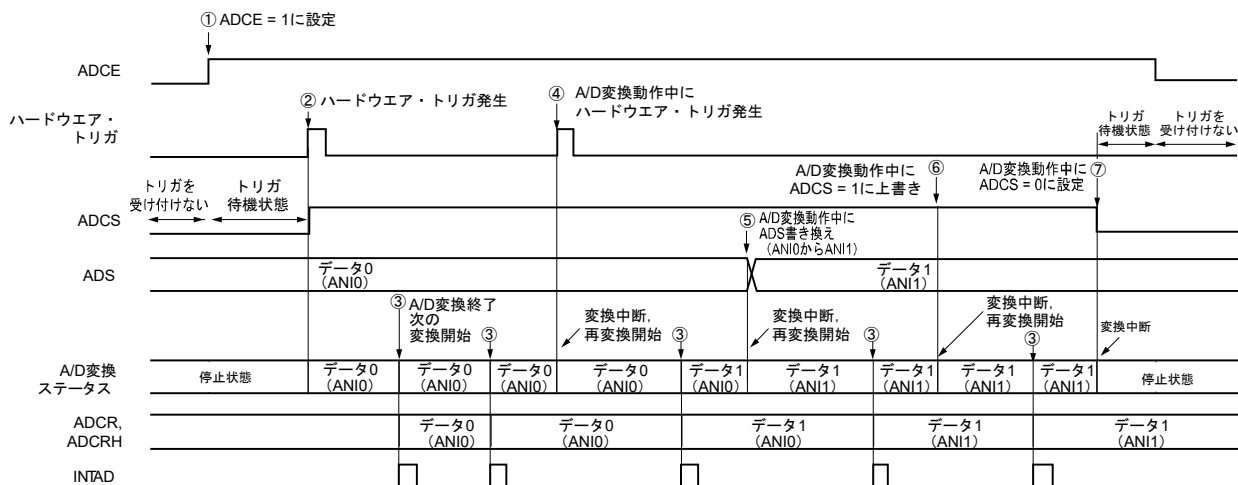 ① ADCE = 1に設定
ADCE
② ハードウエア・トリガ発生
④ A/D変換動作中に
ハードウエア・トリガ発生
ハードウエア・
トリガ
トリガ
待機状態
トリガを
受け付けない
トリガを
受け付けない
トリガ
待機状態
A/D変換動作中に ⑥
ADCS = 1に上書き
A/D変換動作中に ⑦
ADCS = 0に設定
ADCS
⑤ A/D変換動作中に
ADS書き換え
(ANI0からANI1)
ADS
データ0
(ANI0)
データ1
(ANI1)
③ A/D変換終了
次の
変換開始
③
変換中断,
再変換開始
③
変換中断,
再変換開始
③
変換中断,
再変換開始
③
変換中断
A/D変換
ステータス
停止状態
データ0
(ANI0)
データ0
(ANI0)
データ0
(ANI0)
データ0
(ANI0)
データ1
(ANI0)
データ1
(ANI1)
データ1
(ANI1)
データ1
(ANI1)
データ1
(ANI1)
停止状態
ADCR,
ADCRH
データ0
(ANI0)
データ0
(ANI0)
データ1
(ANI0)
データ1
(ANI1)
データ1
(ANI1)
INTAD